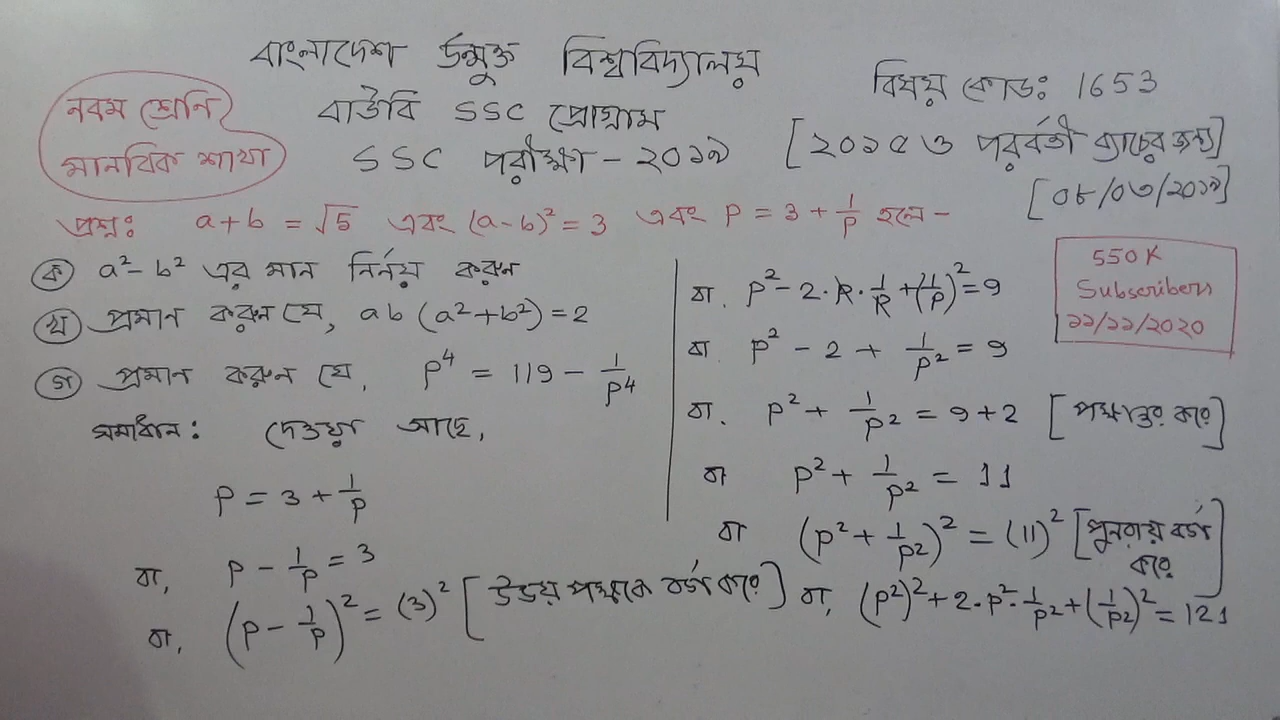 বাংলাদেশ উন্মুক্ত বিশ্ববিদ্যালয়
বিষয় কোড: 1653
নবম শ্রেনি
মানবিক শাখা
বাউবি SSC প্রোগ্রাম
SSC পরীক্ষা - ২০১৯
[২০১৫ ও পরবর্তী ব্যাচের জন্য]
[০৮/০৩/২০১৯]
প্রশ্ন: a + b = √5 এবং (a - b)² = 3 এবং P = 3 + 1/P হলে -
ক a² - b² এর মান নির্নয় করুন
খ প্রমান করুন যে, ab (a² + b²) = 2
গ প্রমান করুন যে, P⁴ = 119 - 1/P⁴
সমাধান: দেওয়া আছে,
P = 3 + 1/P
বা, P - 1/P = 3
বা, (P - 1/P)² = (3)² [উভয় পক্ষকে বর্গ করে]
বা. P² - 2·P·1/P + (1/P)² = 9
বা P² - 2 + 1/P² = 9
বা. P² + 1/P² = 9 + 2 [পক্ষান্তর করে]
বা P² + 1/P² = 11
বা (P² + 1/P²)² = (11)² [পুনরায় বর্গ
করে]
বা, (P²)² + 2·P²·1/P² + (1/P²)² = 121
550K
Subscribers
২২/১১/2020